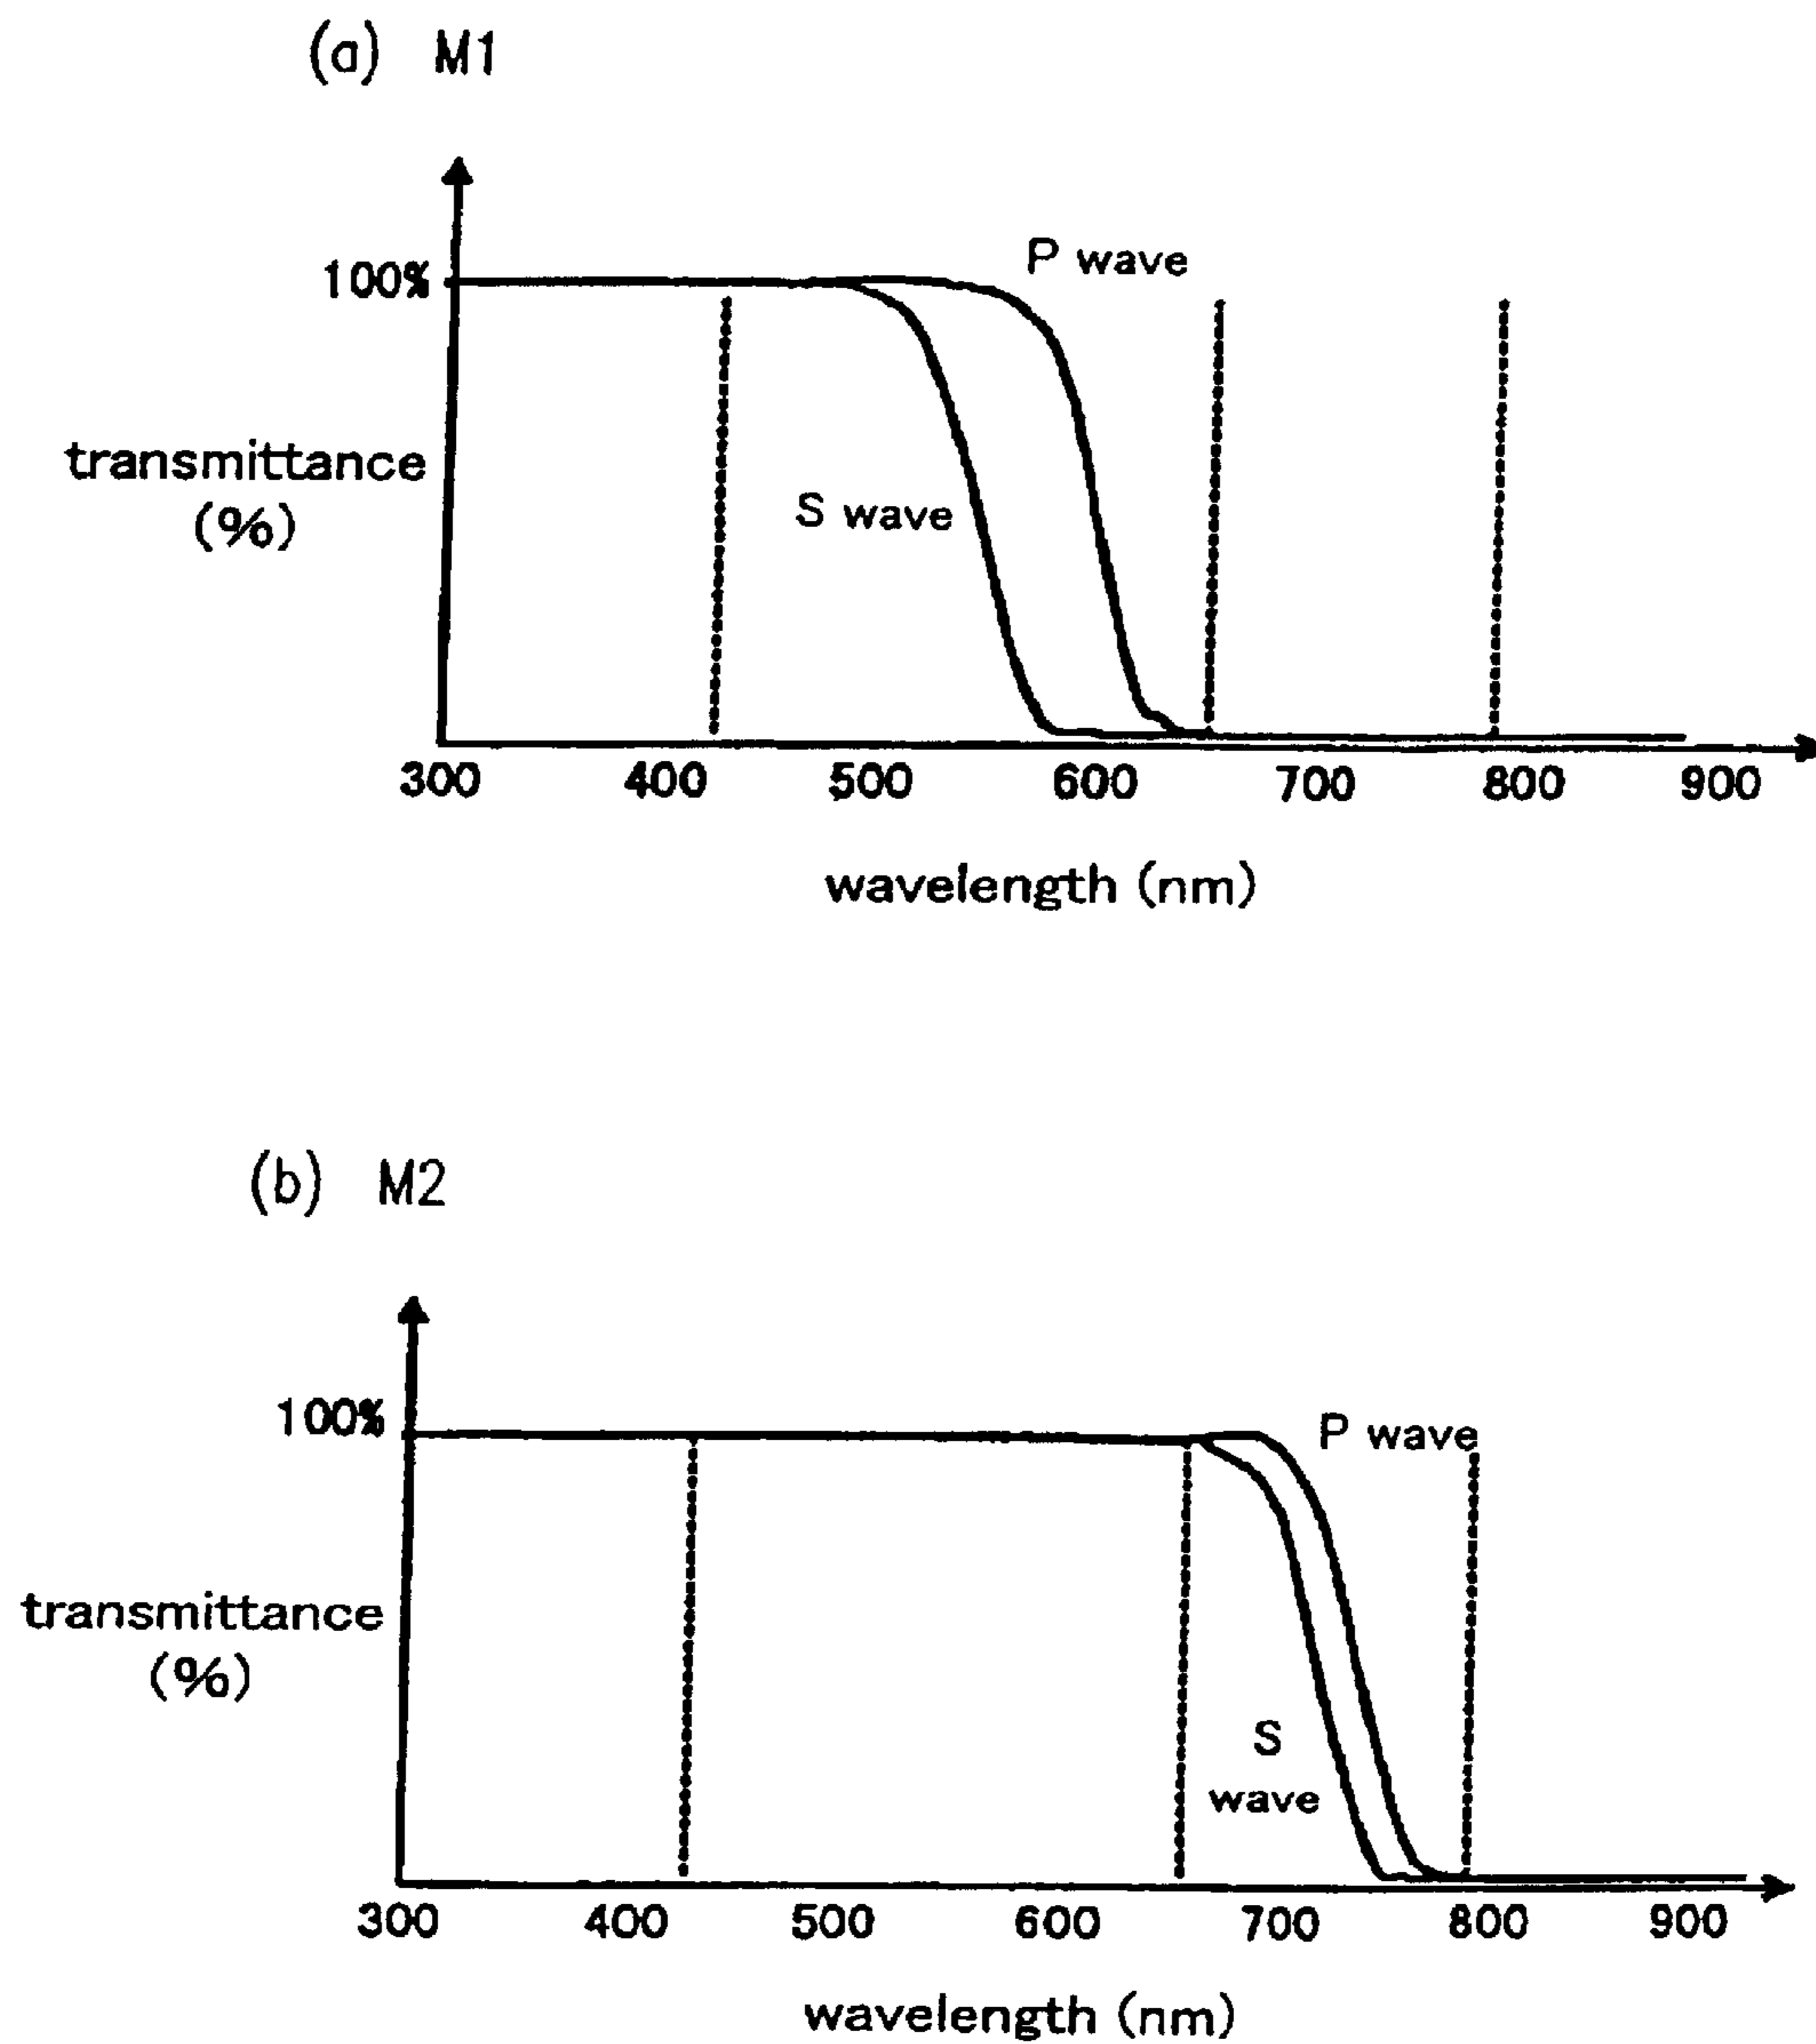 (a) M1
100%
P wave
transmittance
(%)
S wave
300 400 500 600 700 800 900
wavelength (nm)
(b) M2
100%
P wave
transmittance
(%)
S
wave
300 400 500 600 700 800 900
wavelength (nm)